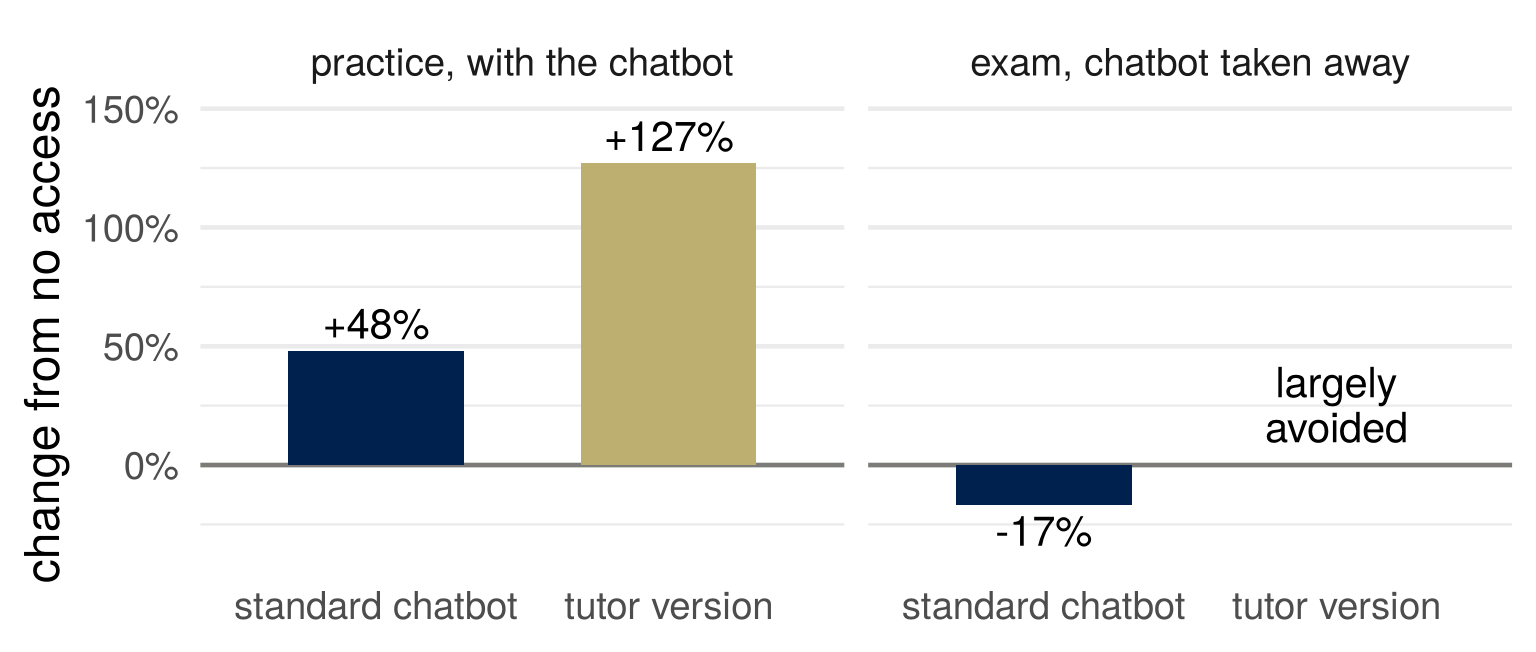 practice, with the chatbot
exam, chatbot taken away
change from no access
150%
100%
50%
0%
+48%
+127%
-17%
largely
avoided
standard chatbot
tutor version
standard chatbot
tutor version